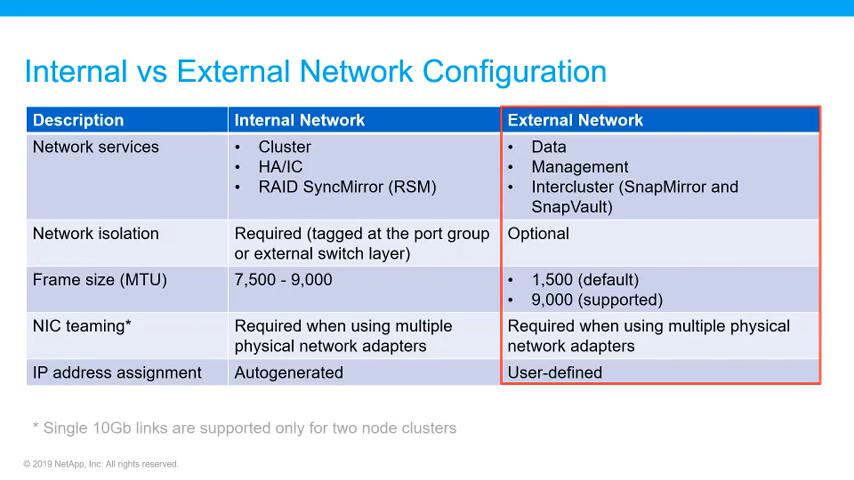 Internal vs External Network Configuration
Description Internal Network External Network
Network services
• Cluster
• HA/IC
• RAID SyncMirror (RSM)
• Data
• Management
• Intercluster (SnapMirror and
SnapVault)
Network isolation
Required (tagged at the port group
or external switch layer)
Optional
Frame size (MTU)
7,500 - 9,000
• 1,500 (default)
• 9,000 (supported)
NIC teaming*
Required when using multiple
physical network adapters
Required when using multiple physical
network adapters
IP address assignment Autogenerated User-defined
* Single 10Gb links are supported only for two node clusters
© 2019 NetApp, Inc. All rights reserved.